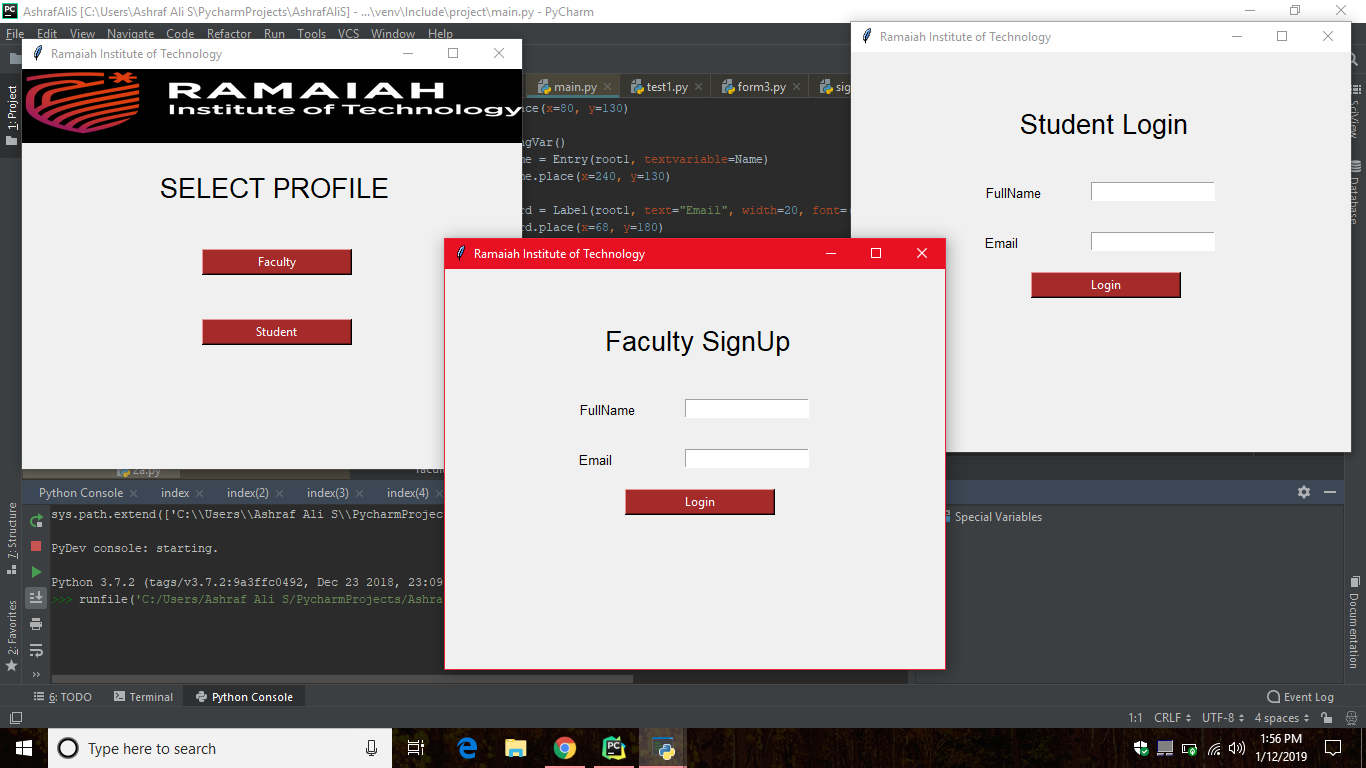 AshrafAliS [C:\Users\Ashraf Ali S\PycharmProjects\AshrafAliS] - ...\venv\Include\project\main.py - PyCharm
File Edit View Navigate Code Refactor Run Tools VCS Window Help
Ramaiah Institute of Technology
RAMAIAH
Institute of Technology
SELECT PROFILE
Faculty
Student
Ramaiah Institute of Technology
Student Login
FullName
Email
Login
Ramaiah Institute of Technology
Faculty SignUp
FullName
Email
Login
main.py test1.py form3.py
ce(x=80, y=130)
gVar()
e = Entry(root1, textvariable=Name)
e.place(x=240, y=130)
d = Label(root1, text="Email", width=20, font=
d.place(x=68, y=180)
1: Project
7: Structure
2: Favorites
SciView
Database
Documentation
2a.py
Python Console index index(2) index(3) index(4)
sys.path.extend(['C:\\Users\\Ashraf Ali S\\PycharmProjec
PyDev console: starting.
Python 3.7.2 (tags/v3.7.2:9a3ffc0492, Dec 23 2018, 23:09
>>> runfile('C:/Users/Ashraf Ali S/PycharmProjects/Ashra
Special Variables
6: TODO Terminal Python Console Event Log
1:1 CRLF UTF-8 4 spaces
Type here to search
1:56 PM
1/12/2019